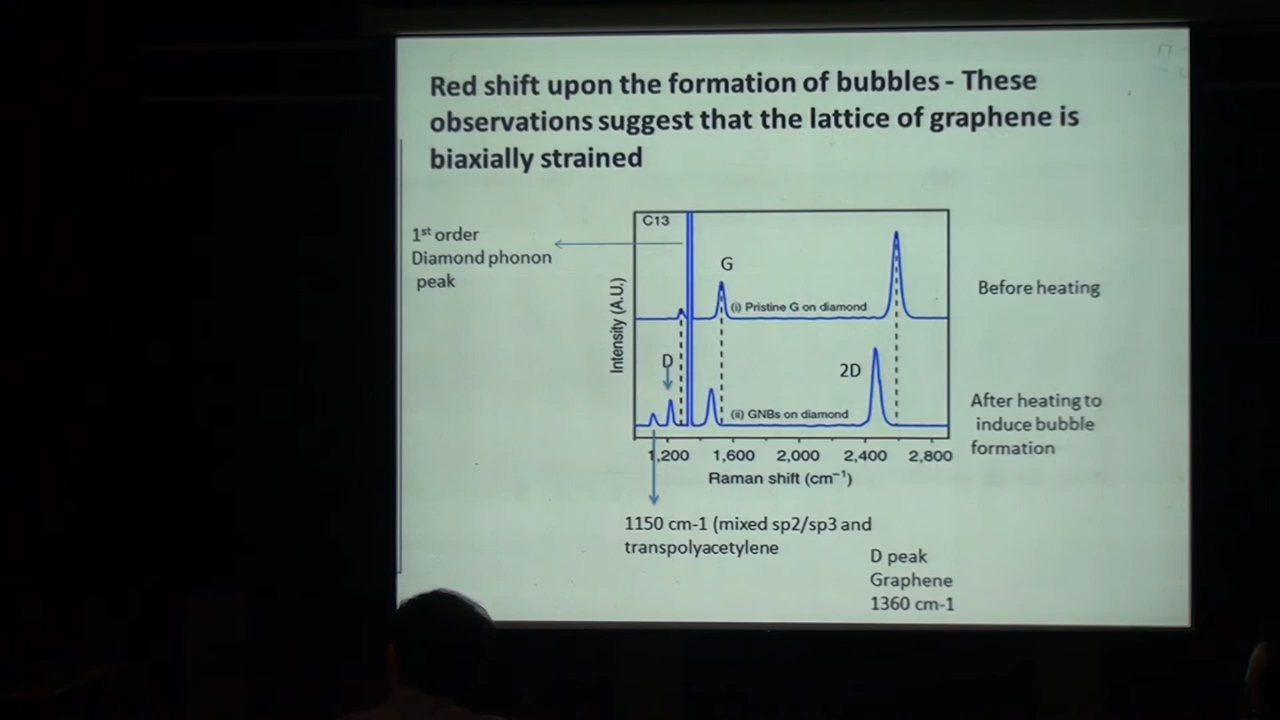 Red shift upon the formation of bubbles - These
observations suggest that the lattice of graphene is
biaxially strained
1st order
Diamond phonon
peak
C13
G
(i) Pristine G on diamond
Before heating
Intensity (A.U.)
D
2D
(ii) GNBs on diamond
After heating to
induce bubble
formation
1,200 1,600 2,000 2,400 2,800
Raman shift (cm⁻¹)
1150 cm-1 (mixed sp2/sp3 and
transpolyacetylene
D peak
Graphene
1360 cm-1